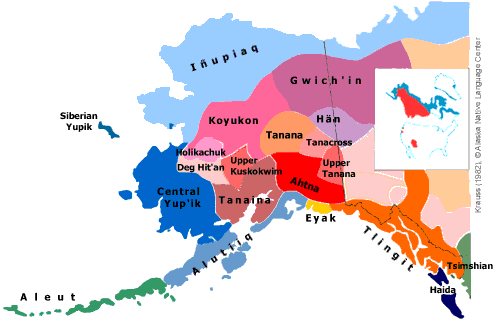 Iñupiaq
Gwich'in
Siberian
Yupik
Koyukon
Hän
Tanana
Holikachuk
Tanacross
Deg Hit'an
Upper
Kuskokwim
Upper
Tanana
Ahtna
Central
Yup'ik
Tanaina
Eyak
Alutiiq
Tlingit
Tsimshian
Haida
Aleut
Krauss (1982), © Alaska Native Language Center